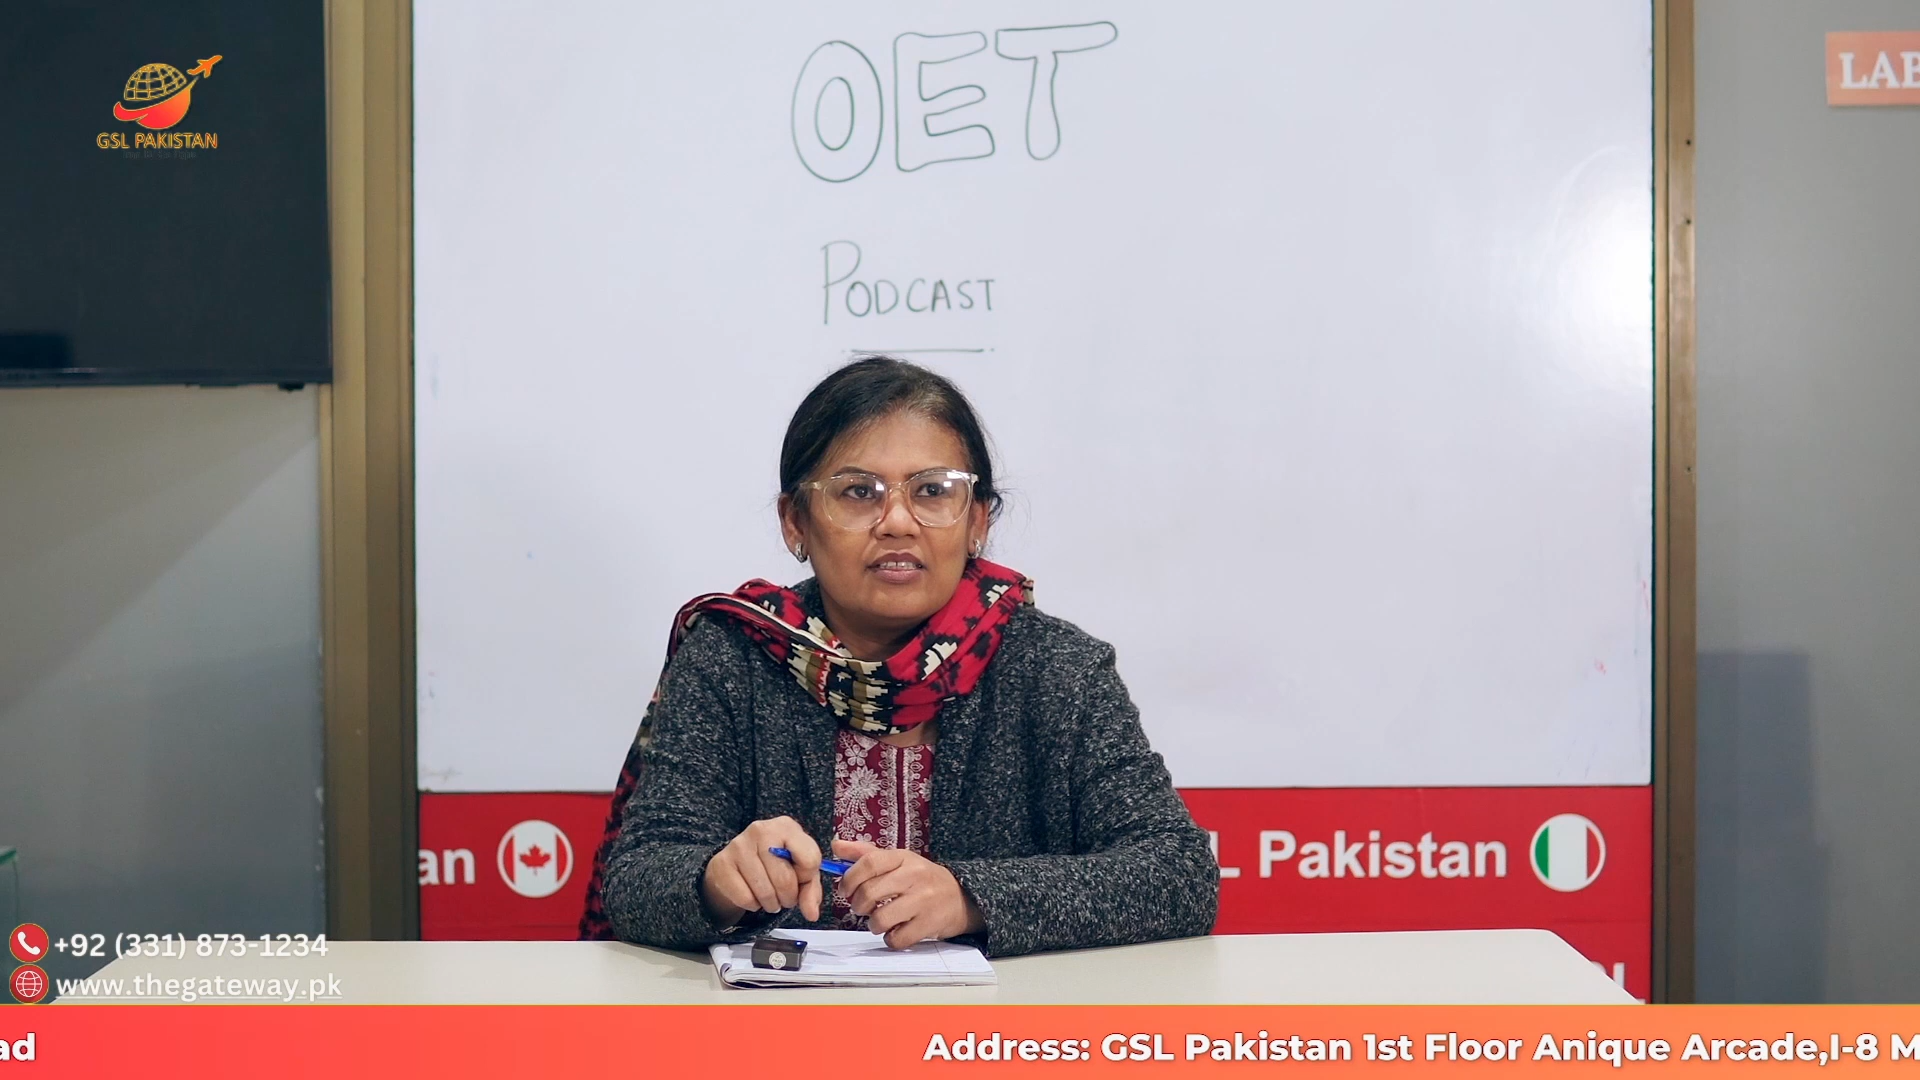 OET
PODCAST
LAB
GSL PAKISTAN
an
L Pakistan
+92 (331) 873-1234
www.thegateway.pk
ad
Address: GSL Pakistan 1st Floor Anique Arcade,I-8 M